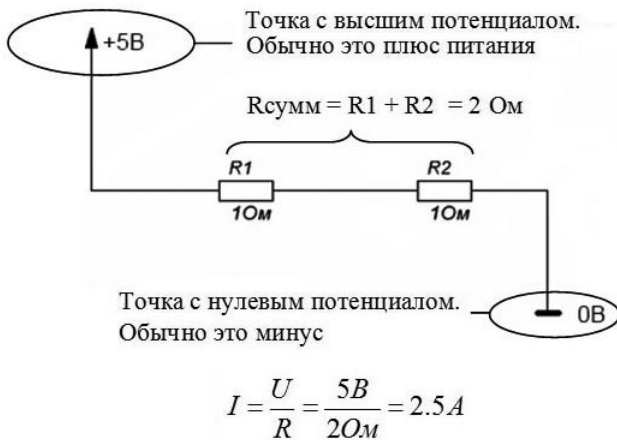 +5В
Точка с высшим потенциалом.
Обычно это плюс питания
Rсумм = R1 + R2 = 2 Ом
R1
R2
1Ом
1Ом
Точка с нулевым потенциалом.
Обычно это минус
0В
I = U/R = 5В/2Ом = 2.5А